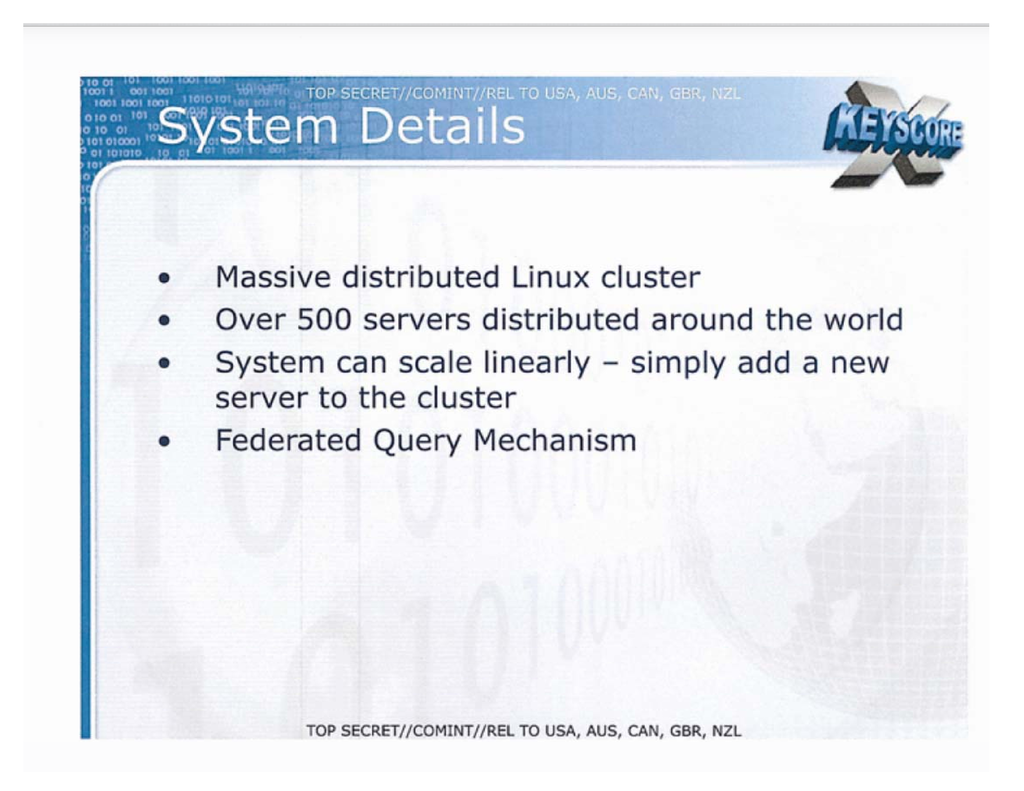 TOP SECRET//COMINT//REL TO USA, AUS, CAN, GBR, NZL
System Details
X KEYSCORE
• Massive distributed Linux cluster
• Over 500 servers distributed around the world
• System can scale linearly – simply add a new
server to the cluster
• Federated Query Mechanism
TOP SECRET//COMINT//REL TO USA, AUS, CAN, GBR, NZL